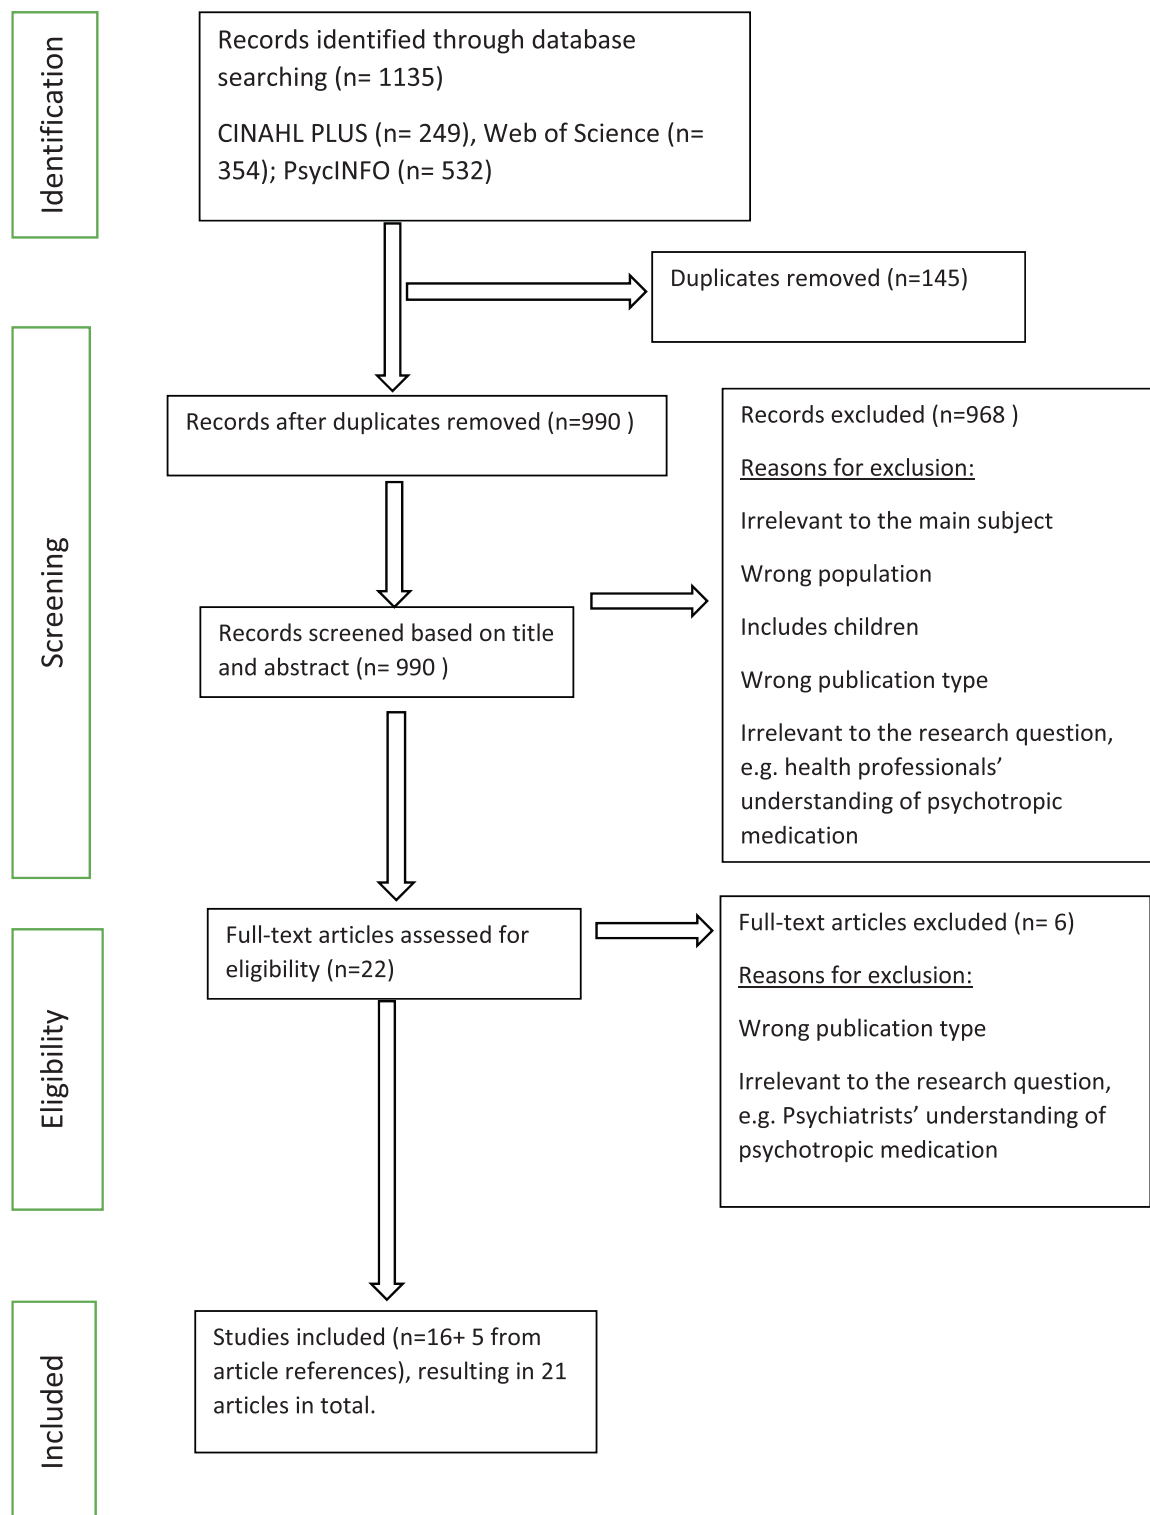 Identification
Records identified through database
searching (n= 1135)
CINAHL PLUS (n= 249), Web of Science (n=
354); PsycINFO (n= 532)
Duplicates removed (n=145)
Screening
Records after duplicates removed (n=990 )
Records excluded (n=968 )
Reasons for exclusion:
Irrelevant to the main subject
Wrong population
Includes children
Wrong publication type
Irrelevant to the research question,
e.g. health professionals’
understanding of psychotropic
medication
Records screened based on title
and abstract (n= 990 )
Eligibility
Full-text articles assessed for
eligibility (n=22)
Full-text articles excluded (n= 6)
Reasons for exclusion:
Wrong publication type
Irrelevant to the research question,
e.g. Psychiatrists’ understanding of
psychotropic medication
Included
Studies included (n=16+ 5 from
article references), resulting in 21
articles in total.